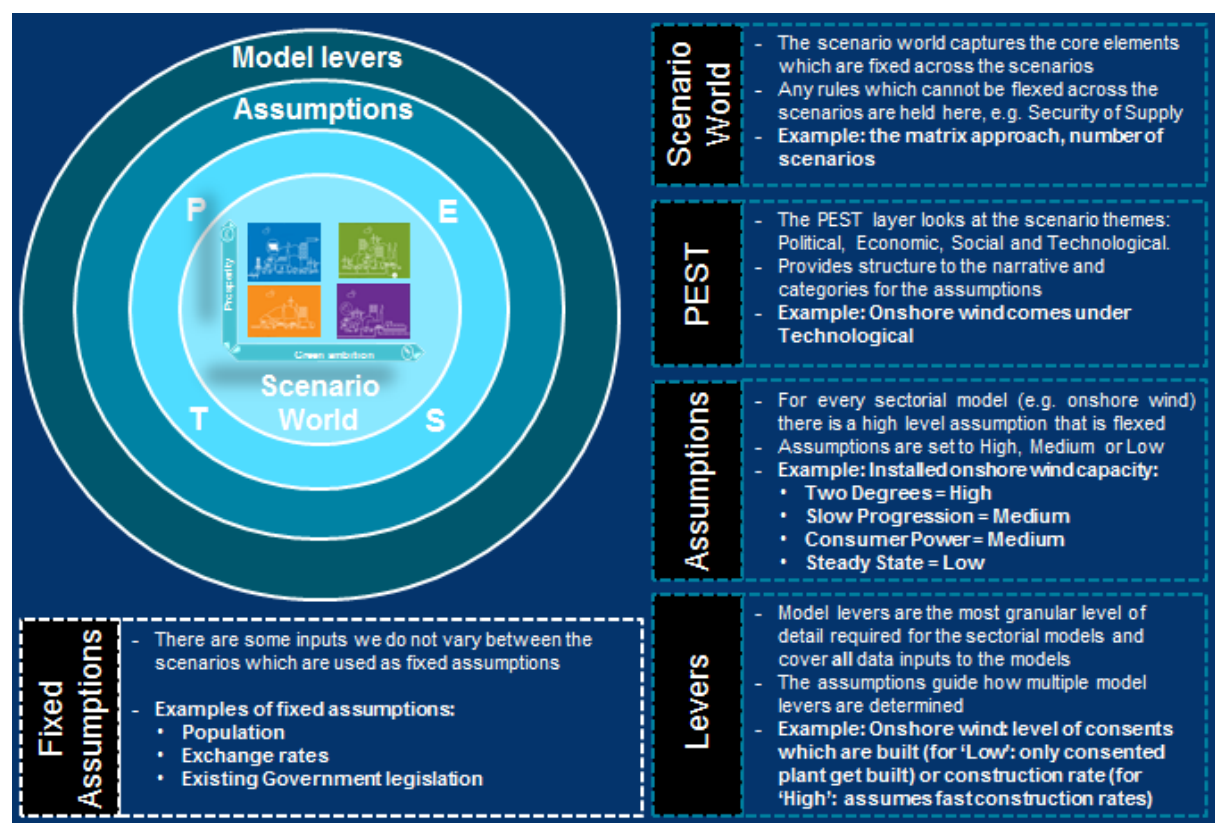 Model levers
Assumptions
P
E
Prosperity
Green ambition
Scenario
World
T
S
Scenario
World
- The scenario world captures the core elements
which are fixed across the scenarios
- Any rules which cannot be flexed across the
scenarios are held here, e.g. Security of Supply
- Example: the matrix approach, number of
scenarios
PEST
- The PEST layer looks at the scenario themes:
Political, Economic, Social and Technological.
- Provides structure to the narrative and
categories for the assumptions
- Example: Onshore wind comes under
Technological
Assumptions
- For every sectorial model (e.g. onshore wind)
there is a high level assumption that is flexed
- Assumptions are set to High, Medium or Low
- Example: Installed onshore wind capacity:
• Two Degrees = High
• Slow Progression = Medium
• Consumer Power = Medium
• Steady State = Low
Fixed
Assumptions
- There are some inputs we do not vary between the
scenarios which are used as fixed assumptions
- Examples of fixed assumptions:
• Population
• Exchange rates
• Existing Government legislation
Levers
- Model levers are the most granular level of
detail required for the sectorial models and
cover all data inputs to the models
- The assumptions guide how multiple model
levers are determined
- Example: Onshore wind: level of consents
which are built (for ‘Low’: only consented
plant get built) or construction rate (for
‘High’: assumes fast construction rates)